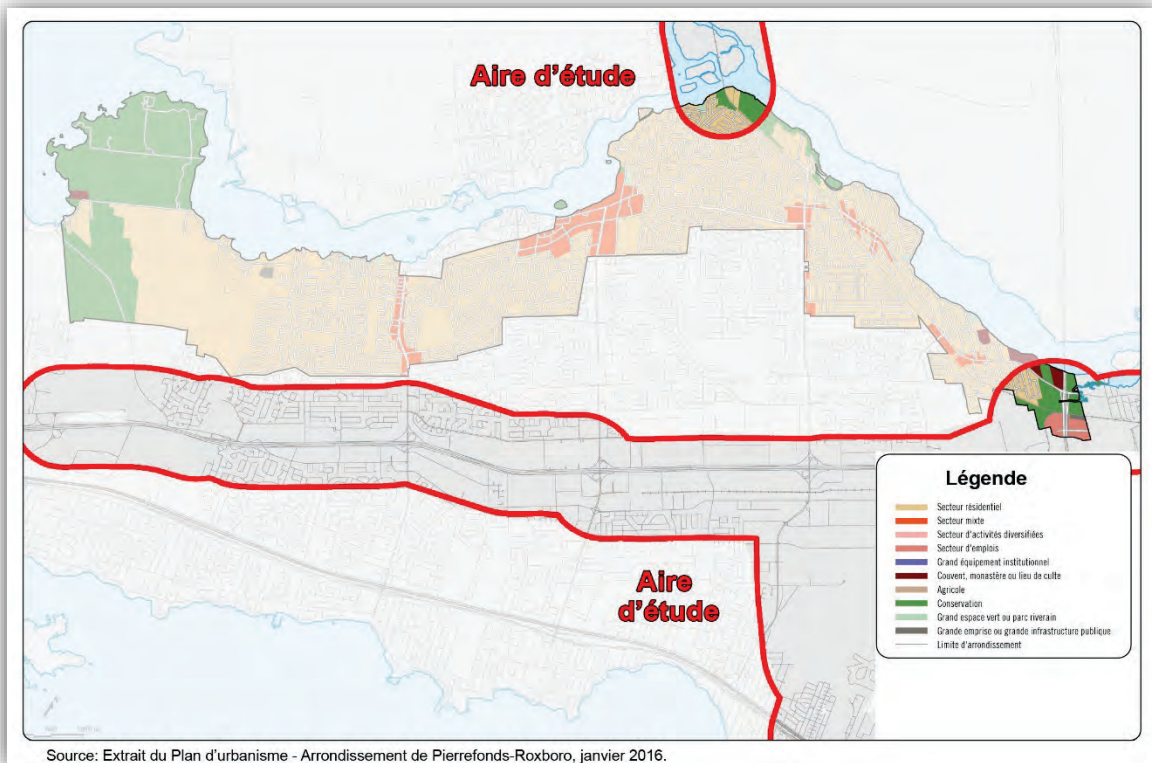 Aire d'étude
Aire
d'étude
Légende
Secteur résidentiel
Secteur mixte
Secteur d'activités diversifiées
Secteur d'emplois
Grand équipement institutionnel
Couvent, monastère ou lieu de culte
Agricole
Conservation
Grand espace vert ou parc riverain
Grande emprise ou grande infrastructure publique
Limite d'arrondissement
Source: Extrait du Plan d'urbanisme - Arrondissement de Pierrefonds-Roxboro, janvier 2016.